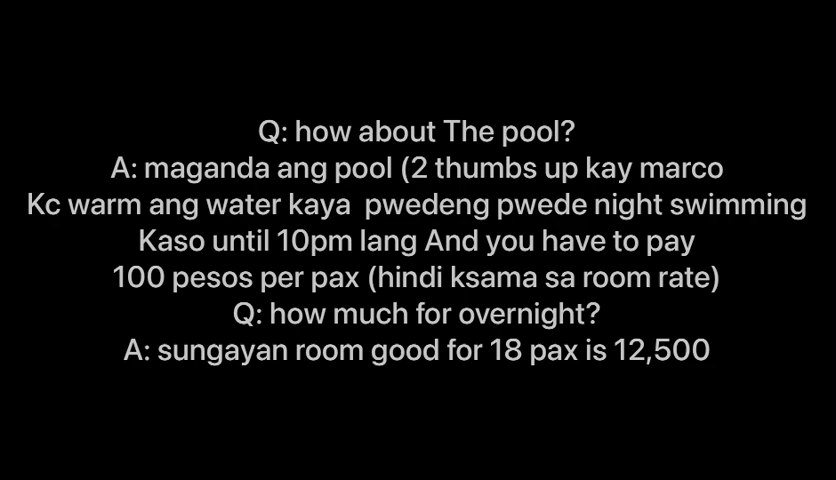 Q: how about The pool?
A: maganda ang pool (2 thumbs up kay marco
Kc warm ang water kaya pwedeng pwede night swimming
Kaso until 10pm lang And you have to pay
100 pesos per pax (hindi ksama sa room rate)
Q: how much for overnight?
A: sungayan room good for 18 pax is 12,500